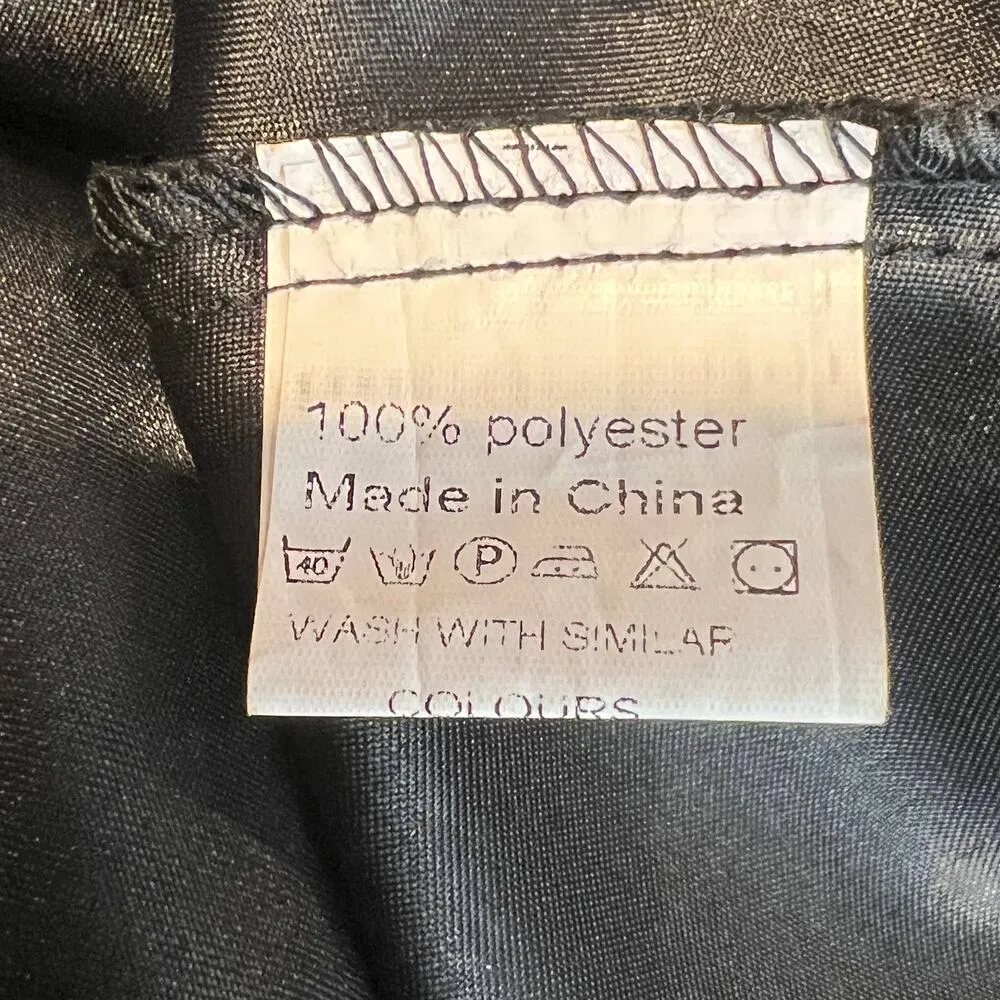 100% polyester
Made in China
40 P
WASH WITH SIMILAR
COLOURS